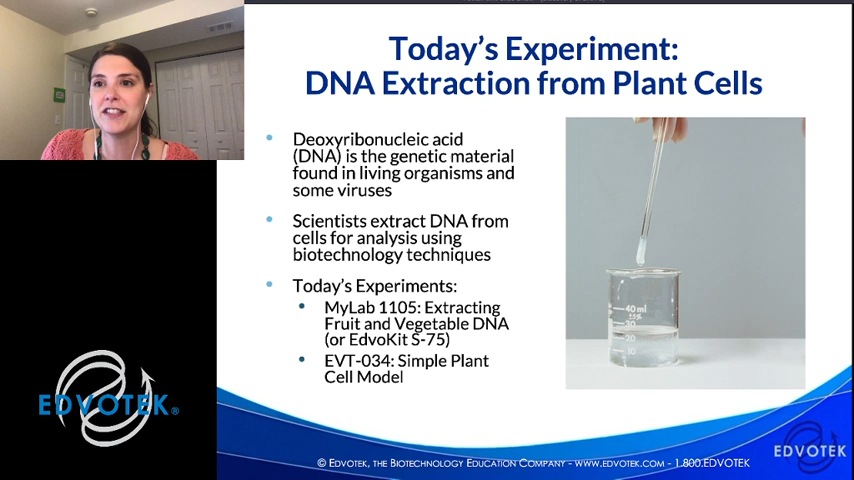 Today's Experiment:
DNA Extraction from Plant Cells
• Deoxyribonucleic acid
(DNA) is the genetic material
found in living organisms and
some viruses
• Scientists extract DNA from
cells for analysis using
biotechnology techniques
• Today's Experiments:
• MyLab 1105: Extracting
Fruit and Vegetable DNA
(or EdvoKit S-75)
• EVT-034: Simple Plant
Cell Model
40 ml
±5%
30
20
10
EDVOTEK®
© EDVOTEK, THE BIOTECHNOLOGY EDUCATION COMPANY - WWW.EDVOTEK.COM - 1.800.EDVOTEK
EDVOTEK